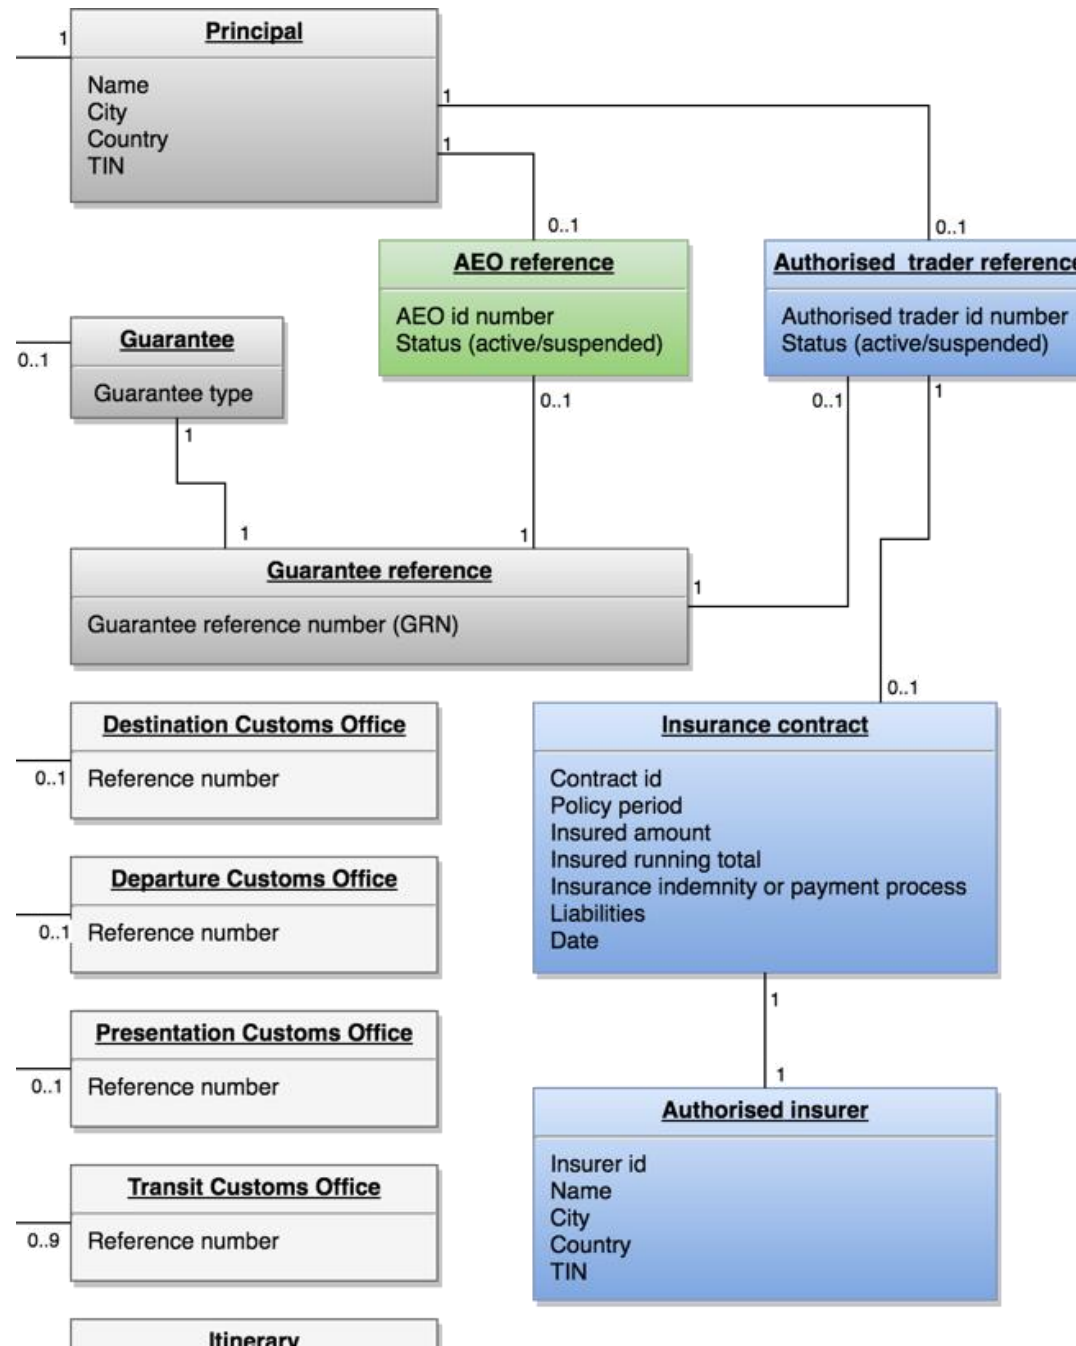 1
Principal
Name
City
Country
TIN
1
1
0..1
0..1
AEO reference
AEO id number
Status (active/suspended)
Authorised trader reference
Authorised trader id number
Status (active/suspended)
0..1
Guarantee
Guarantee type
0..1
0..1
1
1
1
1
Guarantee reference
Guarantee reference number (GRN)
1
0..1
Destination Customs Office
Reference number
0..1
Insurance contract
Contract id
Policy period
Insured amount
Insured running total
Insurance indemnity or payment process
Liabilities
Date
Departure Customs Office
Reference number
0..1
1
1
Presentation Customs Office
Reference number
0..1
Authorised insurer
Insurer id
Name
City
Country
TIN
Transit Customs Office
Reference number
0..9
Itinerary